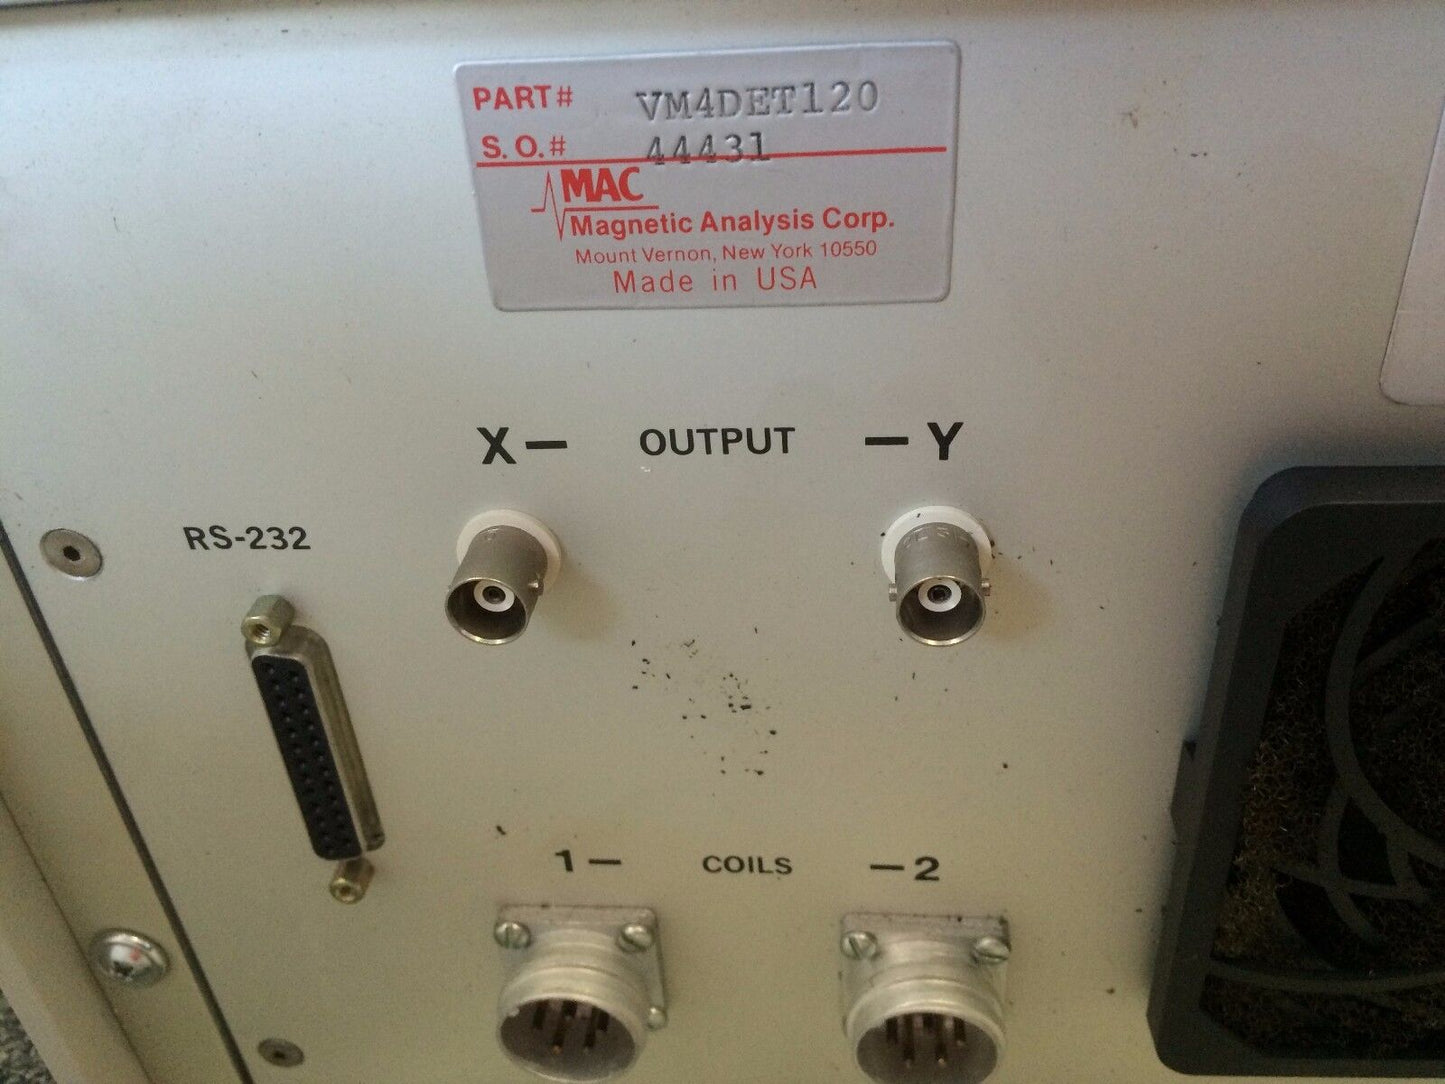 PART# VM4DET120
S.O.# 44431
MAC
Magnetic Analysis Corp.
Mount Vernon, New York 10550
Made in USA
X — OUTPUT — Y
RS-232
1 — COILS — 2